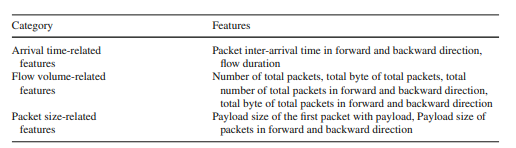 Category Features
Arrival time-related Packet inter-arrival time in forward and backward direction,
features flow duration
Flow volume-related Number of total packets, total byte of total packets, total
features number of total packets in forward and backward direction,
total byte of total packets in forward and backward direction
Packet size-related Payload size of the first packet with payload, Payload size of
features packets in forward and backward direction